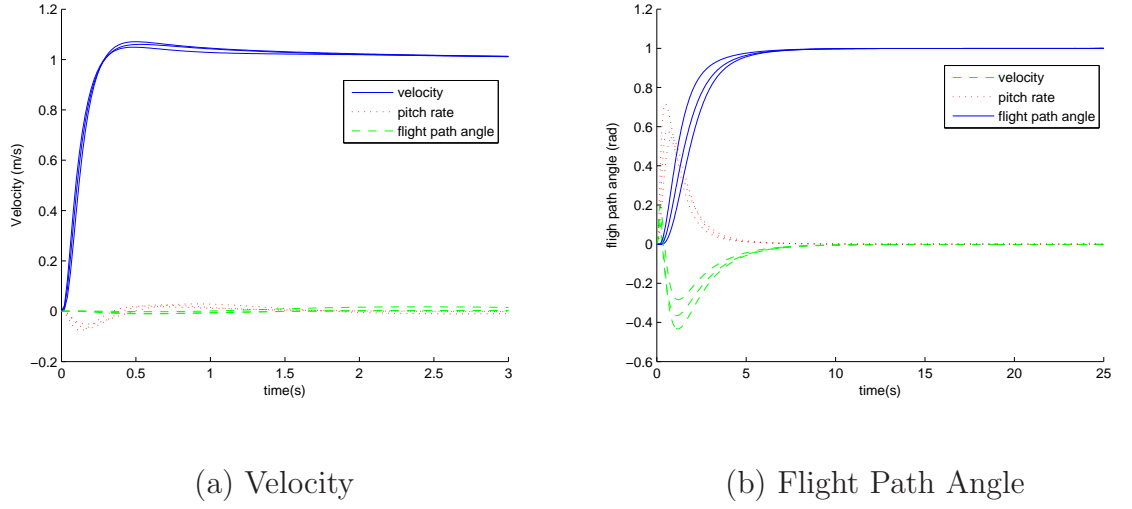 1.2
1
0.8
0.6
0.4
0.2
0
−0.2
Velocity (m/s)
velocity
pitch rate
flight path angle
0 0.5 1 1.5 2 2.5 3
time(s)
(a) Velocity
1.2
1
0.8
0.6
0.4
0.2
0
−0.2
−0.4
−0.6
fligh path angle (rad)
velocity
pitch rate
flight path angle
0 5 10 15 20 25
time(s)
(b) Flight Path Angle